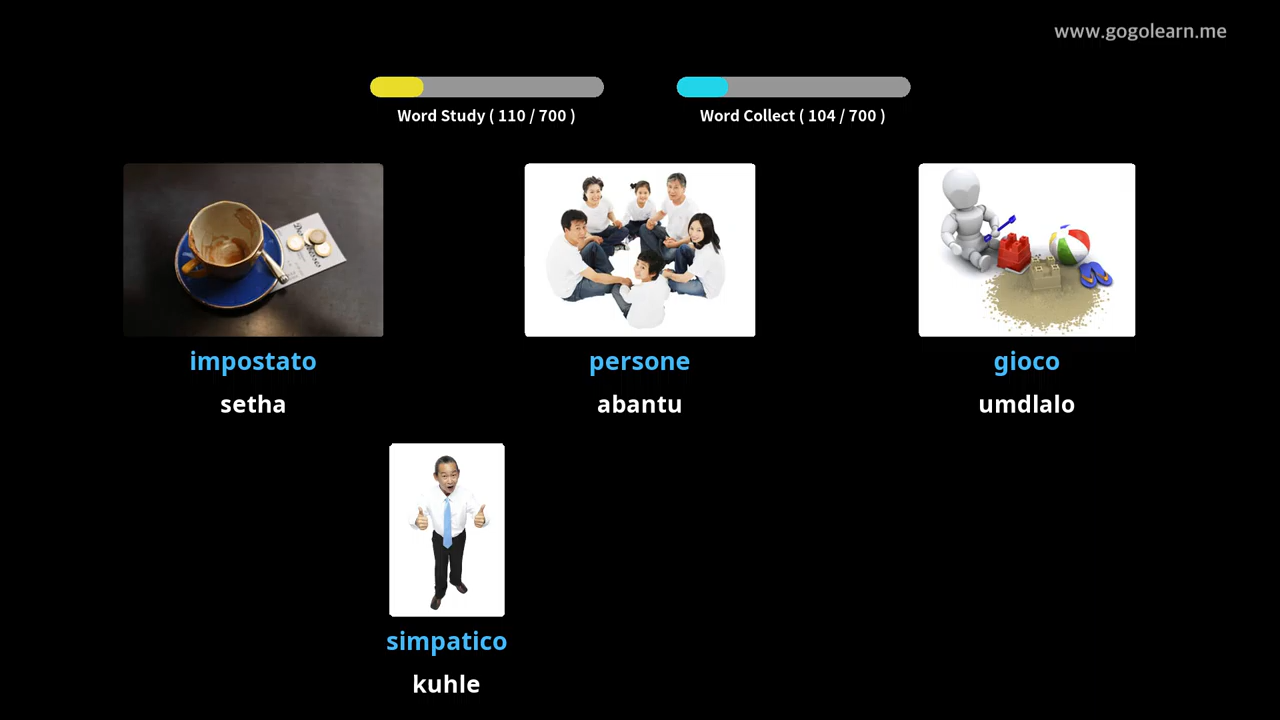 www.gogolearn.me
Word Study ( 110 / 700 )
Word Collect ( 104 / 700 )
impostato
persone
gioco
setha
abantu
umdlalo
simpatico
kuhle